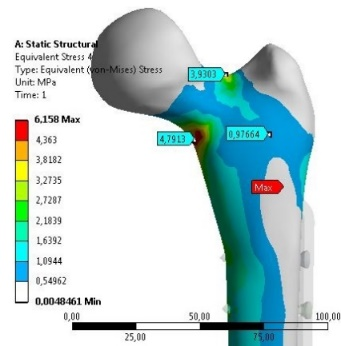 A: Static Structural
Equivalent Stress 4
Type: Equivalent (von-Mises) Stress
Unit: MPa
Time: 1
3,9303
6,158 Max
4,363
3,8182
3,2735
2,7287
2,1839
1,6392
1,0944
0,54962
0,0048461 Min
4,7913
0,97664
Max
0,00
50,00
100,00
25,00
75,00